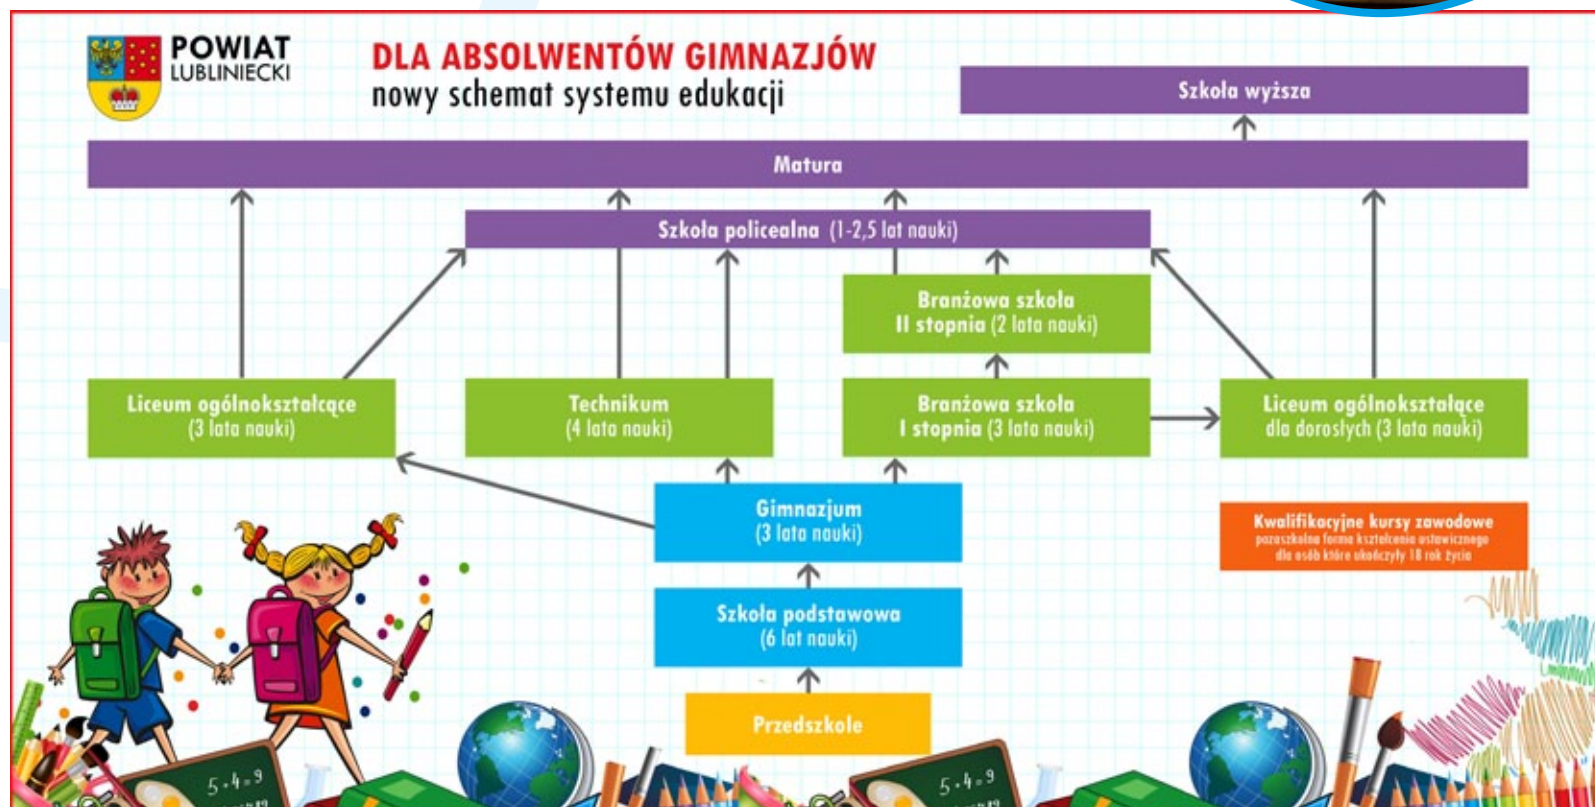 POWIAT
LUBLINIECKI
DLA ABSOLWENTÓW GIMNAZJÓW
nowy schemat systemu edukacji
Szkoła wyższa
Matura
Szkoła policealna (1-2,5 lat nauki)
Branżowa szkoła
II stopnia (2 lata nauki)
Liceum ogólnokształcące
(3 lata nauki)
Technikum
(4 lata nauki)
Branżowa szkoła
I stopnia (3 lata nauki)
Liceum ogólnokształące
dla dorosłych (3 lata nauki)
Gimnazjum
(3 lata nauki)
Kwalifikacyjne kursy zawodowe
pozaszkolna forma kształcenia ustawicznego
dla osób które ukończyły 18 rok życia
Szkoła podstawowa
(6 lat nauki)
Przedszkole
5+4=9
5+4=9